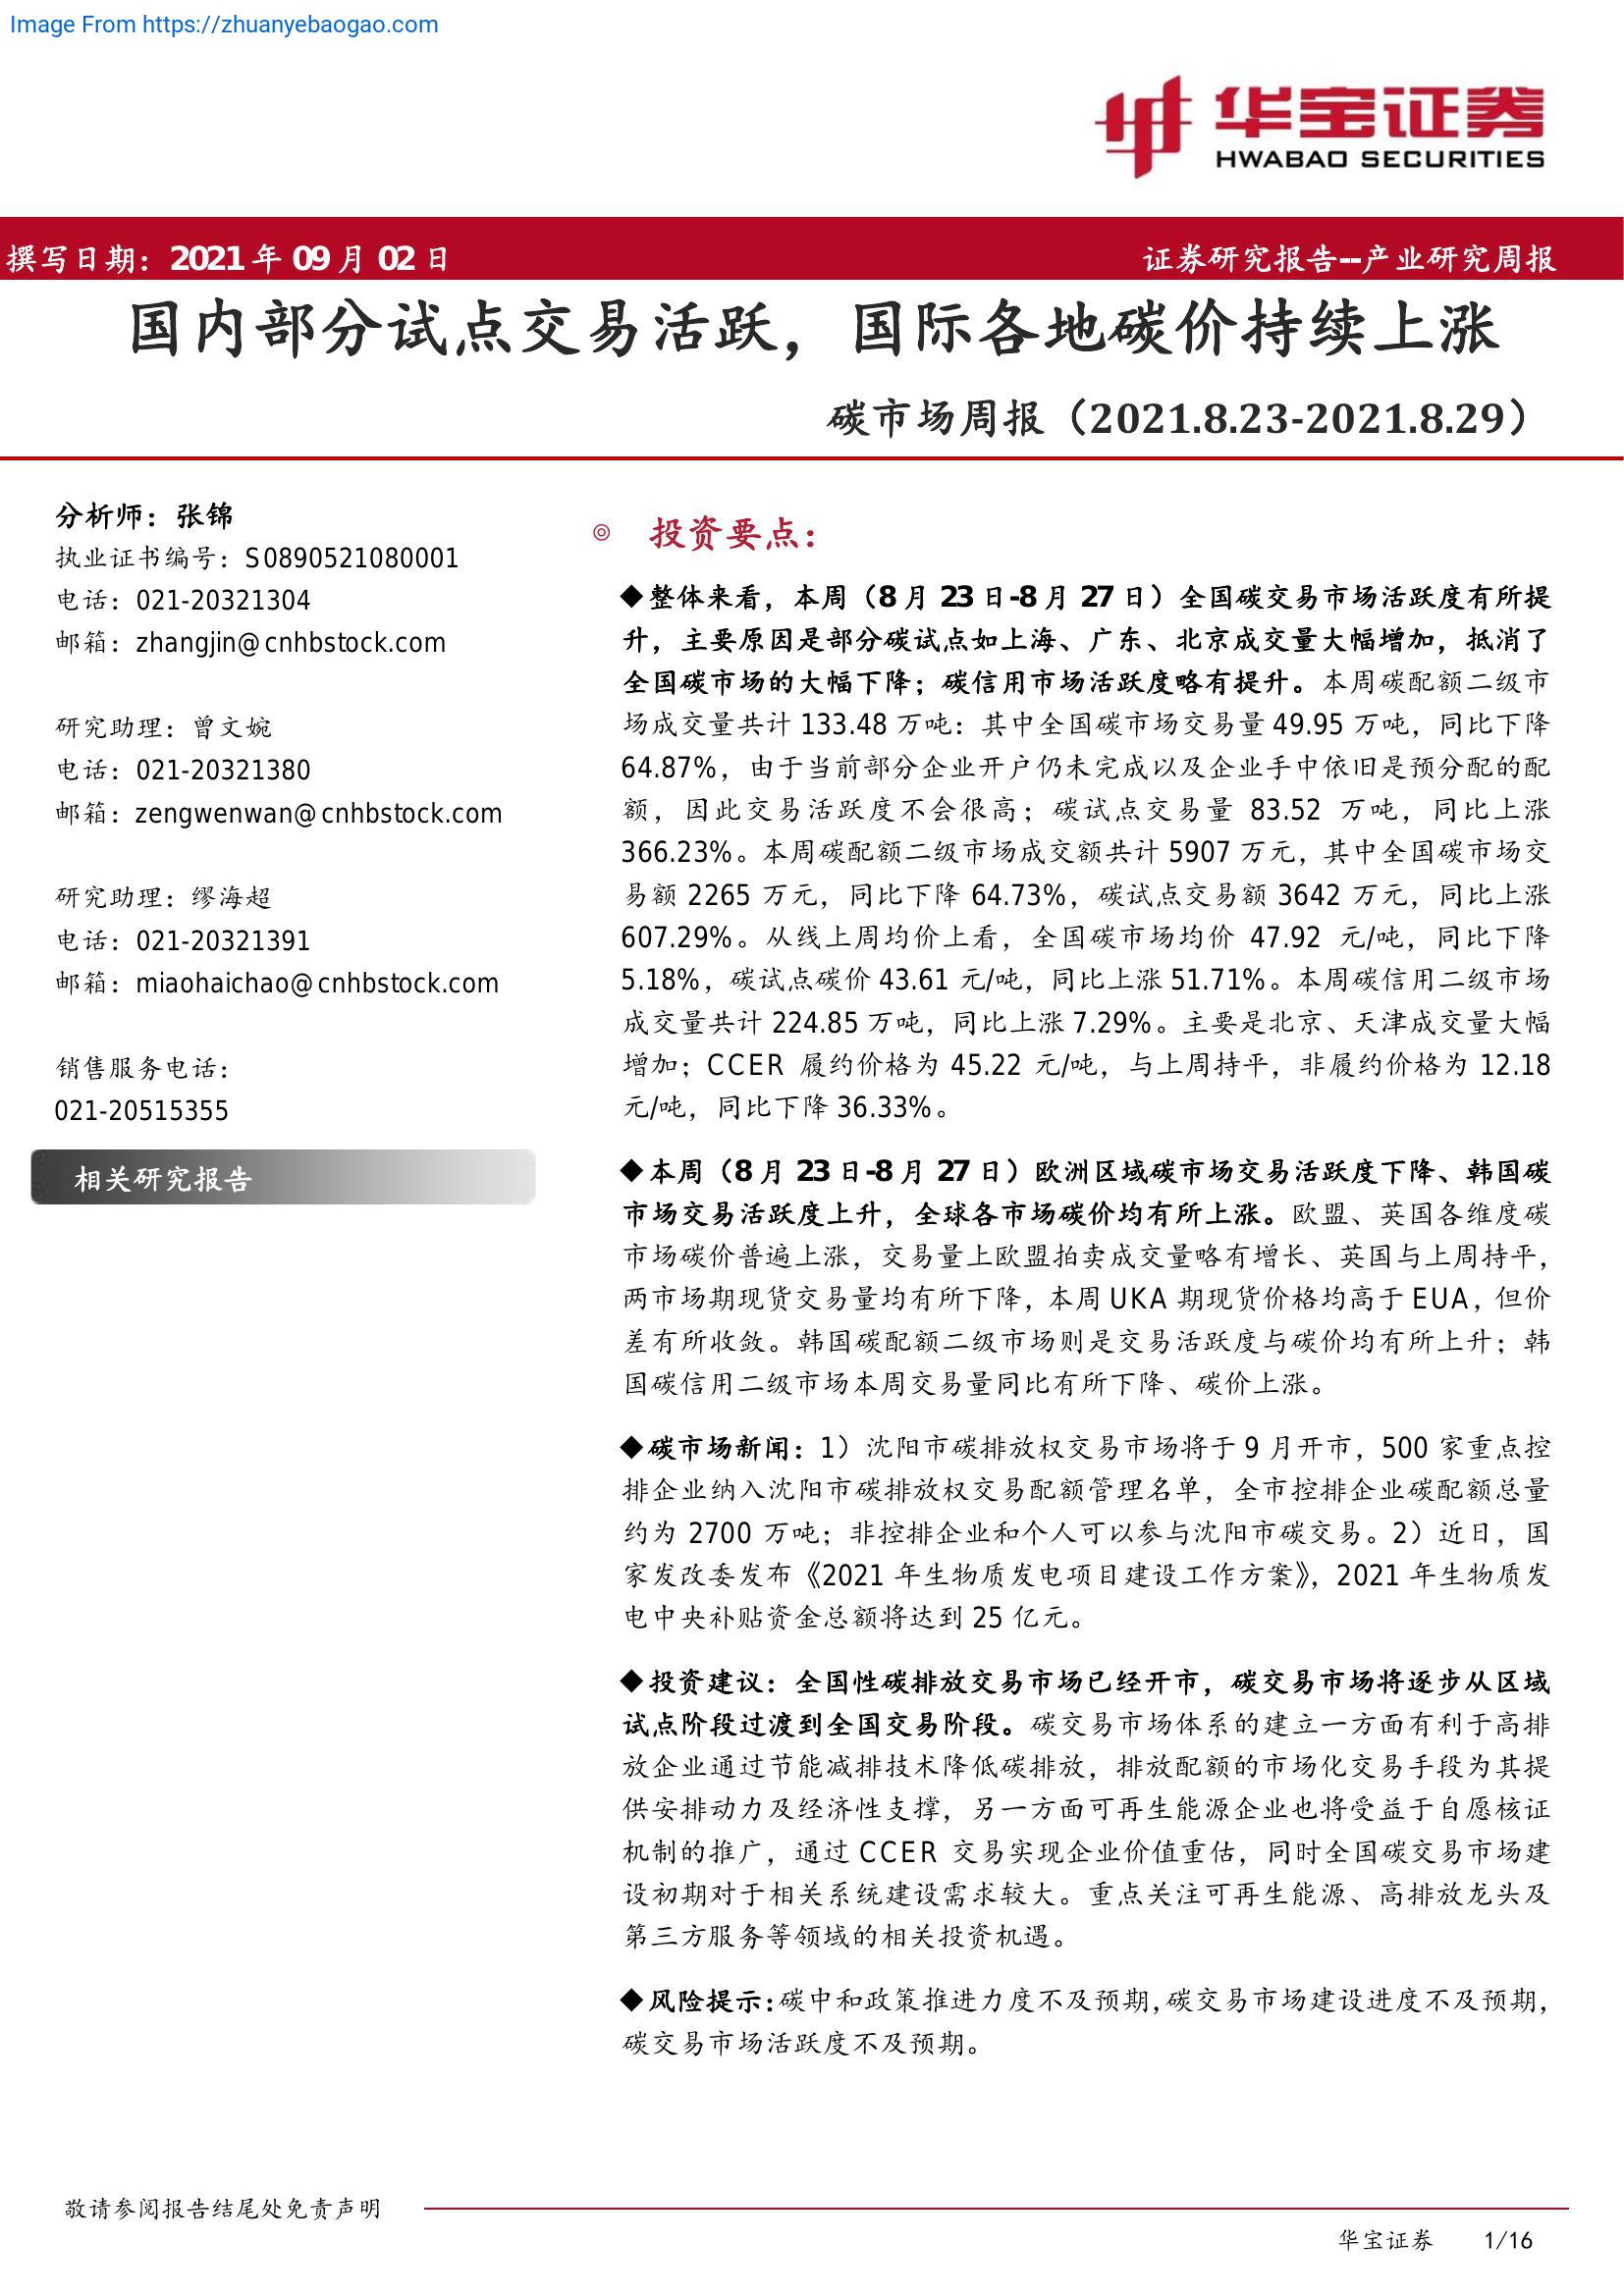 Image From https://zhuanyebaogao.com
华宝证券
HWABAO SECURITIES
撰写日期：2021 年 09 月 02 日
证券研究报告--产业研究周报
国内部分试点交易活跃，国际各地碳价持续上涨
碳市场周报（2021.8.23-2021.8.29）
分析师：张锦
执业证书编号：S0890521080001
电话：021-20321304
邮箱：zhangjin@cnhbstock.com
研究助理：曾文婉
电话：021-20321380
邮箱：zengwenwan@cnhbstock.com
研究助理：缪海超
电话：021-20321391
邮箱：miaohaichao@cnhbstock.com
销售服务电话：
021-20515355
相关研究报告
◎ 投资要点：
◆整体来看，本周（8 月 23 日-8 月 27 日）全国碳交易市场活跃度有所提
升，主要原因是部分碳试点如上海、广东、北京成交量大幅增加，抵消了
全国碳市场的大幅下降；碳信用市场活跃度略有提升。本周碳配额二级市
场成交量共计 133.48 万吨：其中全国碳市场交易量 49.95 万吨，同比下降
64.87%，由于当前部分企业开户仍未完成以及企业手中依旧是预分配的配
额，因此交易活跃度不会很高；碳试点交易量 83.52 万吨，同比上涨
366.23%。本周碳配额二级市场成交额共计 5907 万元，其中全国碳市场交
易额 2265 万元，同比下降 64.73%，碳试点交易额 3642 万元，同比上涨
607.29%。从线上周均价上看，全国碳市场均价 47.92 元/吨，同比下降
5.18%，碳试点碳价 43.61 元/吨，同比上涨 51.71%。本周碳信用二级市场
成交量共计 224.85 万吨，同比上涨 7.29%。主要是北京、天津成交量大幅
增加；CCER 履约价格为 45.22 元/吨，与上周持平，非履约价格为 12.18
元/吨，同比下降 36.33%。
◆本周（8 月 23 日-8 月 27 日）欧洲区域碳市场交易活跃度下降、韩国碳
市场交易活跃度上升，全球各市场碳价均有所上涨。欧盟、英国各维度碳
市场碳价普遍上涨，交易量上欧盟拍卖成交量略有增长、英国与上周持平，
两市场期现货交易量均有所下降，本周 UKA 期现货价格均高于 EUA，但价
差有所收敛。韩国碳配额二级市场则是交易活跃度与碳价均有所上升；韩
国碳信用二级市场本周交易量同比有所下降、碳价上涨。
◆碳市场新闻：1）沈阳市碳排放权交易市场将于 9 月开市，500 家重点控
排企业纳入沈阳市碳排放权交易配额管理名单，全市控排企业碳配额总量
约为 2700 万吨；非控排企业和个人可以参与沈阳市碳交易。2）近日，国
家发改委发布《2021 年生物质发电项目建设工作方案》，2021 年生物质发
电中央补贴资金总额将达到 25 亿元。
◆投资建议：全国性碳排放交易市场已经开市，碳交易市场将逐步从区域
试点阶段过渡到全国交易阶段。碳交易市场体系的建立一方面有利于高排
放企业通过节能减排技术降低碳排放，排放配额的市场化交易手段为其提
供安排动力及经济性支撑，另一方面可再生能源企业也将受益于自愿核证
机制的推广，通过 CCER 交易实现企业价值重估，同时全国碳交易市场建
设初期对于相关系统建设需求较大。重点关注可再生能源、高排放龙头及
第三方服务等领域的相关投资机遇。
◆风险提示：碳中和政策推进力度不及预期，碳交易市场建设进度不及预期，
碳交易市场活跃度不及预期。
敬请参阅报告结尾处免责声明
华宝证券 1/16